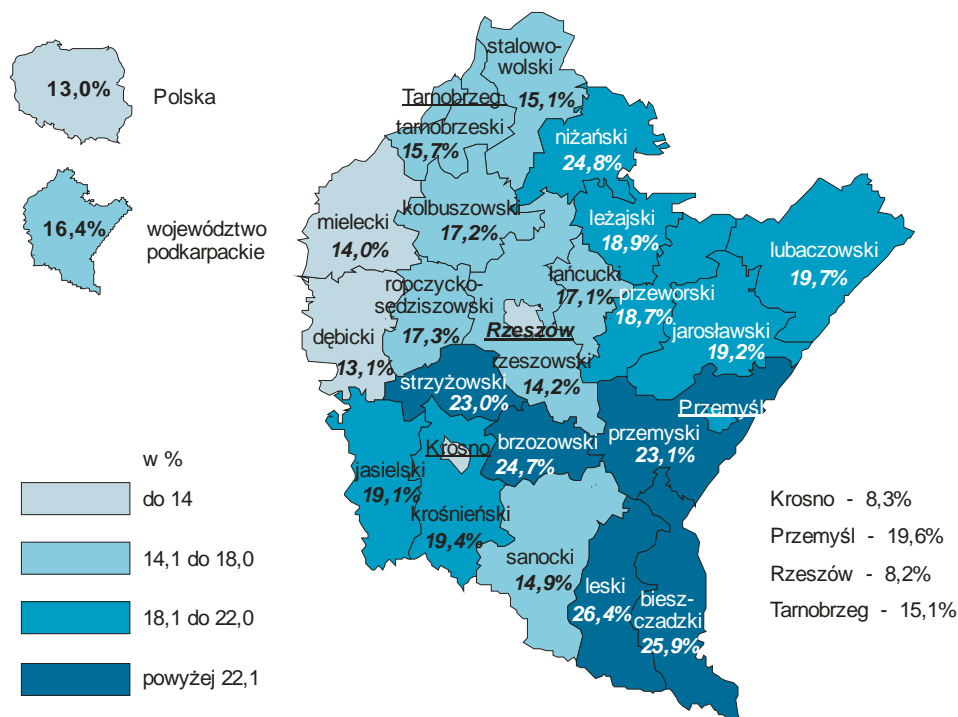 13,0%
Polska
16,4%
województwo
podkarpackie
stalowo-
wolski
15,1%
Tarnobrzeg
tarnobrzeski
15,7%
niżański
24,8%
mielecki
14,0%
kolbuszowski
17,2%
leżajski
18,9%
lubaczowski
19,7%
ropczycko-
sędziszowski
17,3%
łańcucki
17,1%
przeworski
18,7%
jarosławski
19,2%
dębicki
13,1%
Rzeszów
rzeszowski
14,2%
strzyżowski
23,0%
Przemyśl
przemyski
23,1%
Krosno
brzozowski
24,7%
jasielski
19,1%
krośnieński
19,4%
sanocki
14,9%
leski
26,4%
biesz-
czadzki
25,9%
w %
do 14
14,1 do 18,0
18,1 do 22,0
powyżej 22,1
Krosno - 8,3%
Przemyśl - 19,6%
Rzeszów - 8,2%
Tarnobrzeg - 15,1%